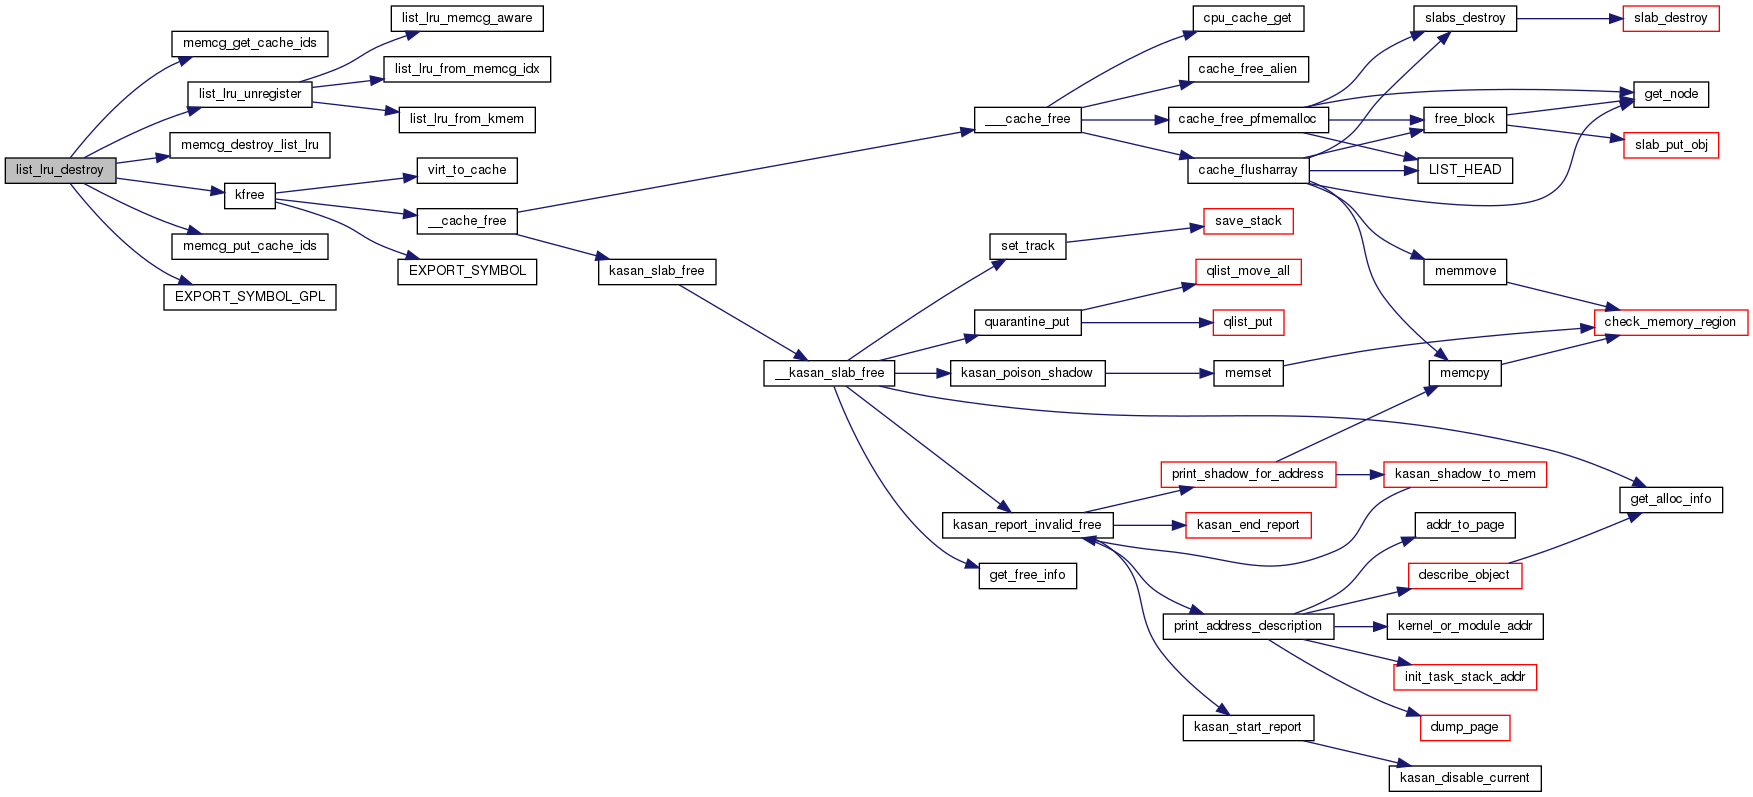 list_lru_destroy
memcg_get_cache_ids
list_lru_unregister
memcg_destroy_list_lru
kfree
memcg_put_cache_ids
EXPORT_SYMBOL_GPL
list_lru_memcg_aware
list_lru_from_memcg_idx
list_lru_from_kmem
virt_to_cache
__cache_free
EXPORT_SYMBOL
kasan_slab_free
__kasan_slab_free
___cache_free
set_track
quarantine_put
kasan_poison_shadow
kasan_report_invalid_free
get_free_info
cpu_cache_get
cache_free_alien
cache_free_pfmemalloc
cache_flusharray
save_stack
qlist_move_all
qlist_put
memset
print_shadow_for_address
kasan_end_report
print_address_description
kasan_start_report
slabs_destroy
free_block
LIST_HEAD
memmove
memcpy
kasan_shadow_to_mem
addr_to_page
describe_object
kernel_or_module_addr
init_task_stack_addr
dump_page
kasan_disable_current
slab_destroy
get_node
slab_put_obj
check_memory_region
get_alloc_info